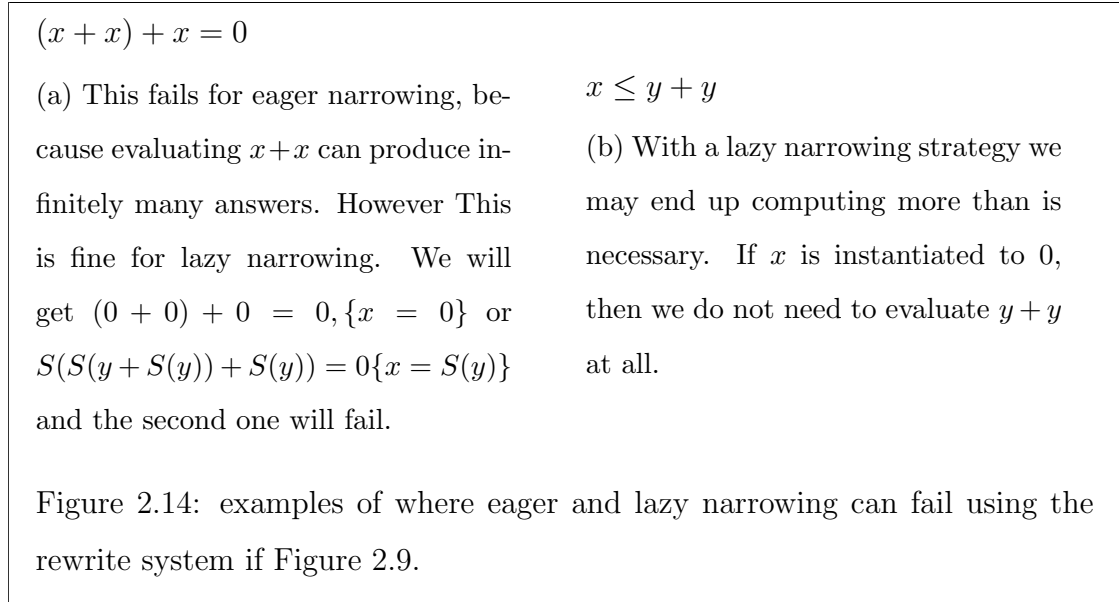 (x + x) + x = 0
(a) This fails for eager narrowing, be-
cause evaluating x+x can produce in-
finitely many answers. However This
is fine for lazy narrowing. We will
get (0 + 0) + 0 = 0, {x = 0} or
S(S(y + S(y)) + S(y)) = 0{x = S(y)}
and the second one will fail.
x ≤ y + y
(b) With a lazy narrowing strategy we
may end up computing more than is
necessary. If x is instantiated to 0,
then we do not need to evaluate y + y
at all.
Figure 2.14: examples of where eager and lazy narrowing can fail using the
rewrite system if Figure 2.9.